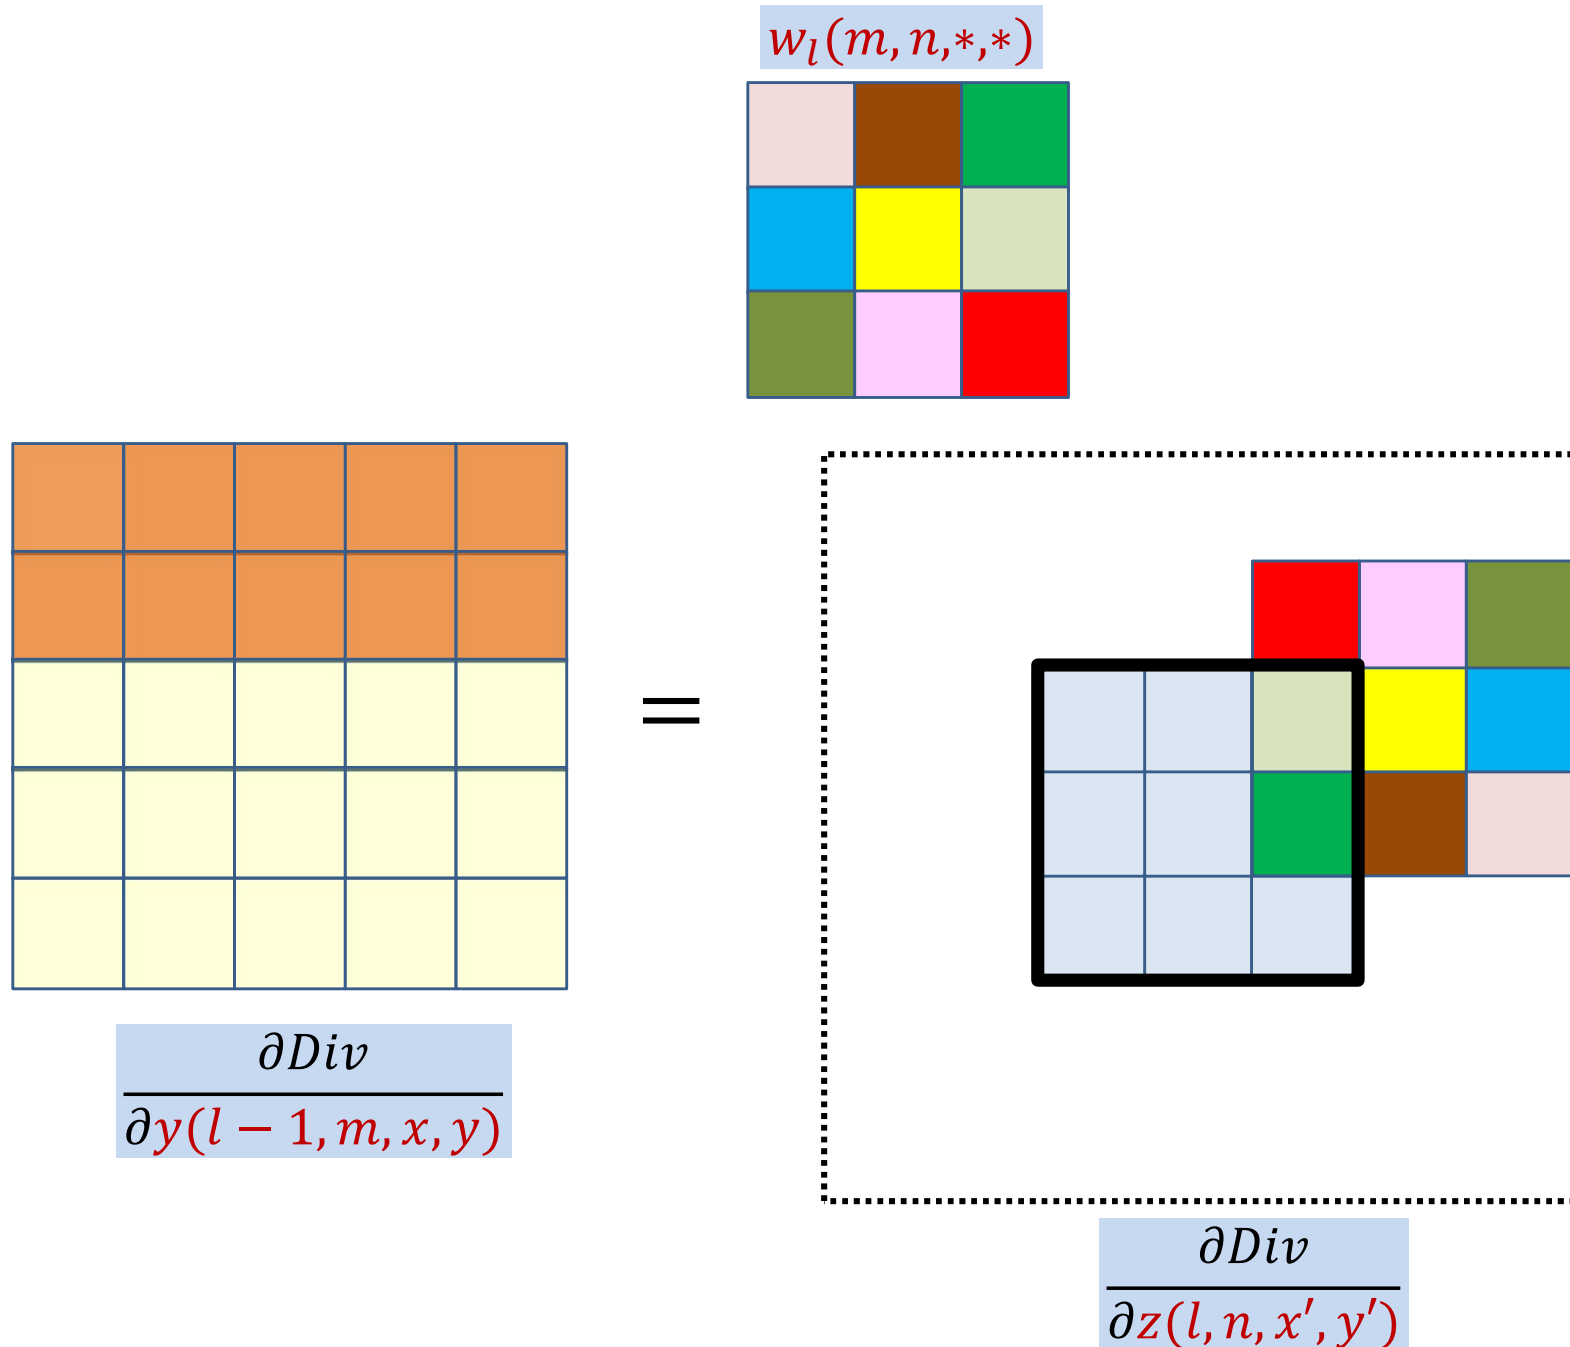 w_l(m, n,*,*)
=
∂Div
∂y(l − 1, m, x, y)
∂Div
∂z(l, n, x′, y′)